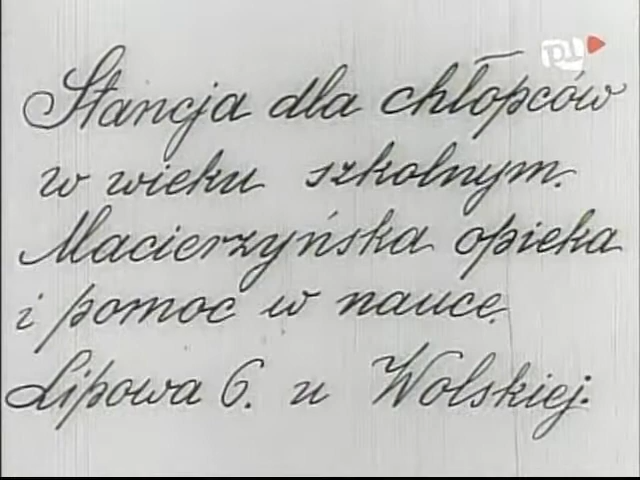 Stancja dla chłopców
w wieku szkolnym.
Macierzyńska opieka
i pomoc w nauce.
Lipowa 6. u Wolskiej.